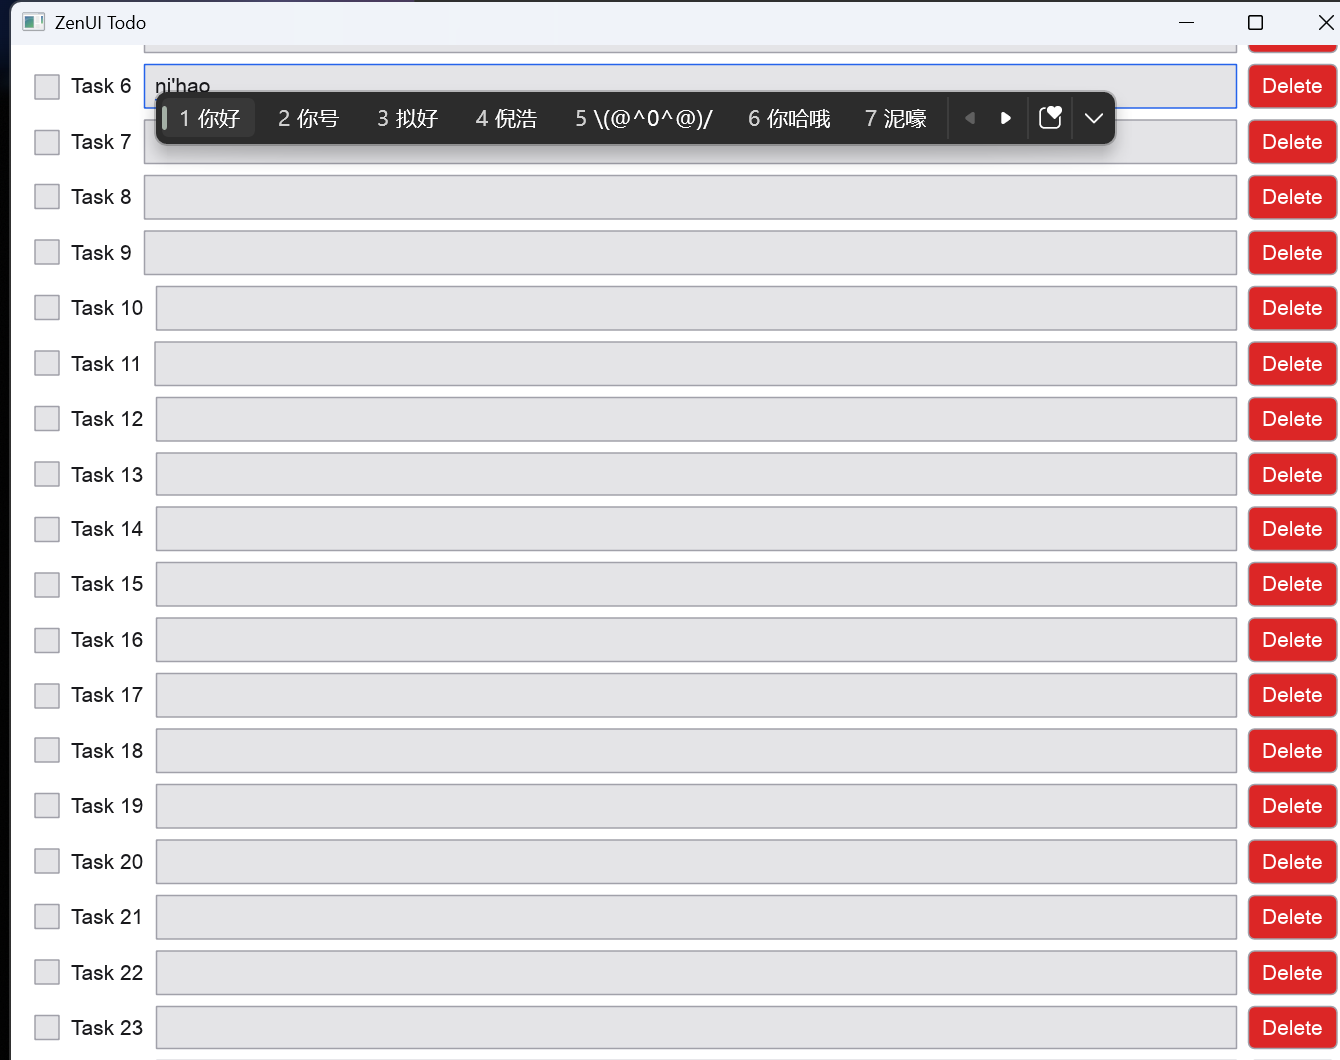 ZenUI Todo
Task 6 ni'hao Delete
1 你好 2 你号 3 拟好 4 倪浩 5 \(@^0^@)/ 6 你哈哦 7 泥嚎
Task 7 Delete
Task 8 Delete
Task 9 Delete
Task 10 Delete
Task 11 Delete
Task 12 Delete
Task 13 Delete
Task 14 Delete
Task 15 Delete
Task 16 Delete
Task 17 Delete
Task 18 Delete
Task 19 Delete
Task 20 Delete
Task 21 Delete
Task 22 Delete
Task 23 Delete